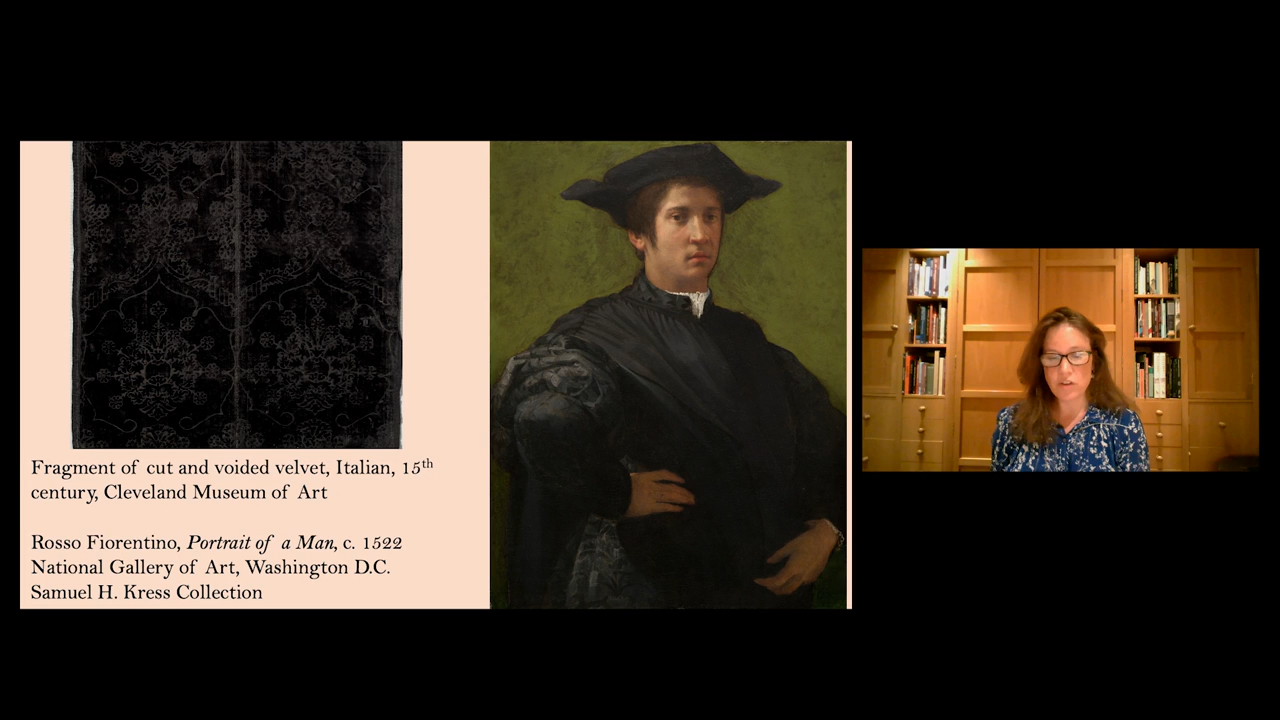 Fragment of cut and voided velvet, Italian, 15th
century, Cleveland Museum of Art
Rosso Fiorentino, Portrait of a Man, c. 1522
National Gallery of Art, Washington D.C.
Samuel H. Kress Collection